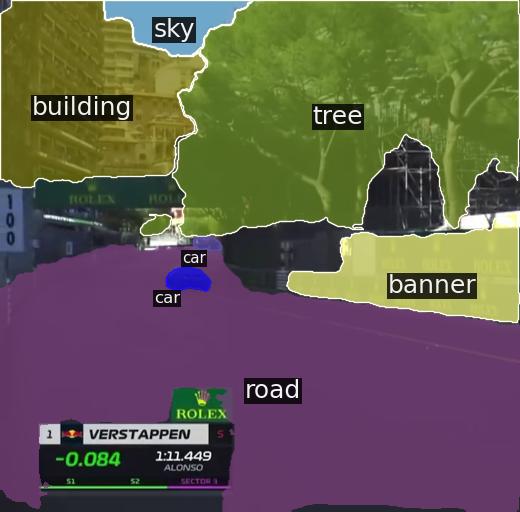 sky
building
tree
100
ROLEX
car
car
banner
road
ROLEX
1 VERSTAPPEN S
-0.084 1:11.449
ALONSO
S1 S2 SECTOR 3